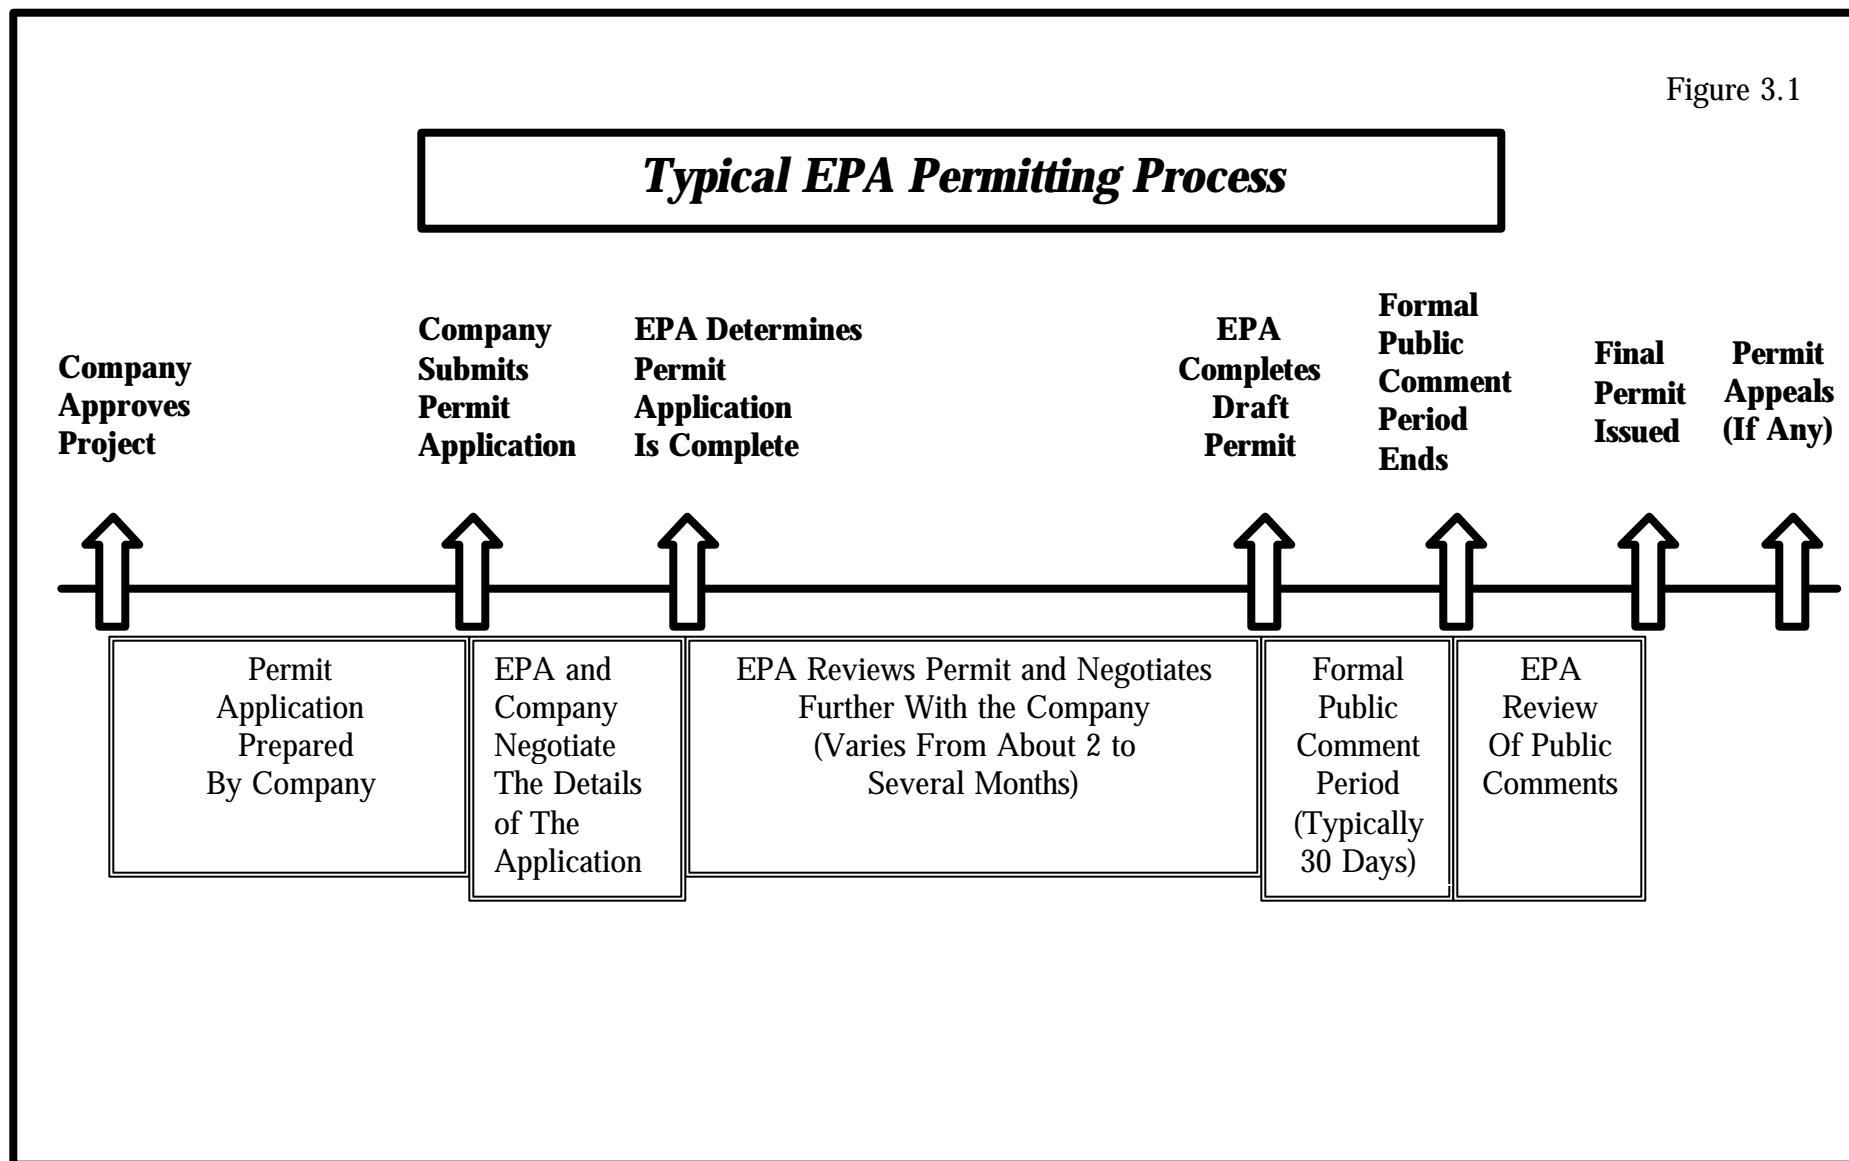 Figure 3.1
Typical EPA Permitting Process
Company
Approves
Project
Company
Submits
Permit
Application
EPA Determines
Permit
Application
Is Complete
EPA
Completes
Draft
Permit
Formal
Public
Comment
Period
Ends
Final
Permit
Issued
Permit
Appeals
(If Any)
Permit
Application
Prepared
By Company
EPA and
Company
Negotiate
The Details
of The
Application
EPA Reviews Permit and Negotiates
Further With the Company
(Varies From About 2 to
Several Months)
Formal
Public
Comment
Period
(Typically
30 Days)
EPA
Review
Of Public
Comments